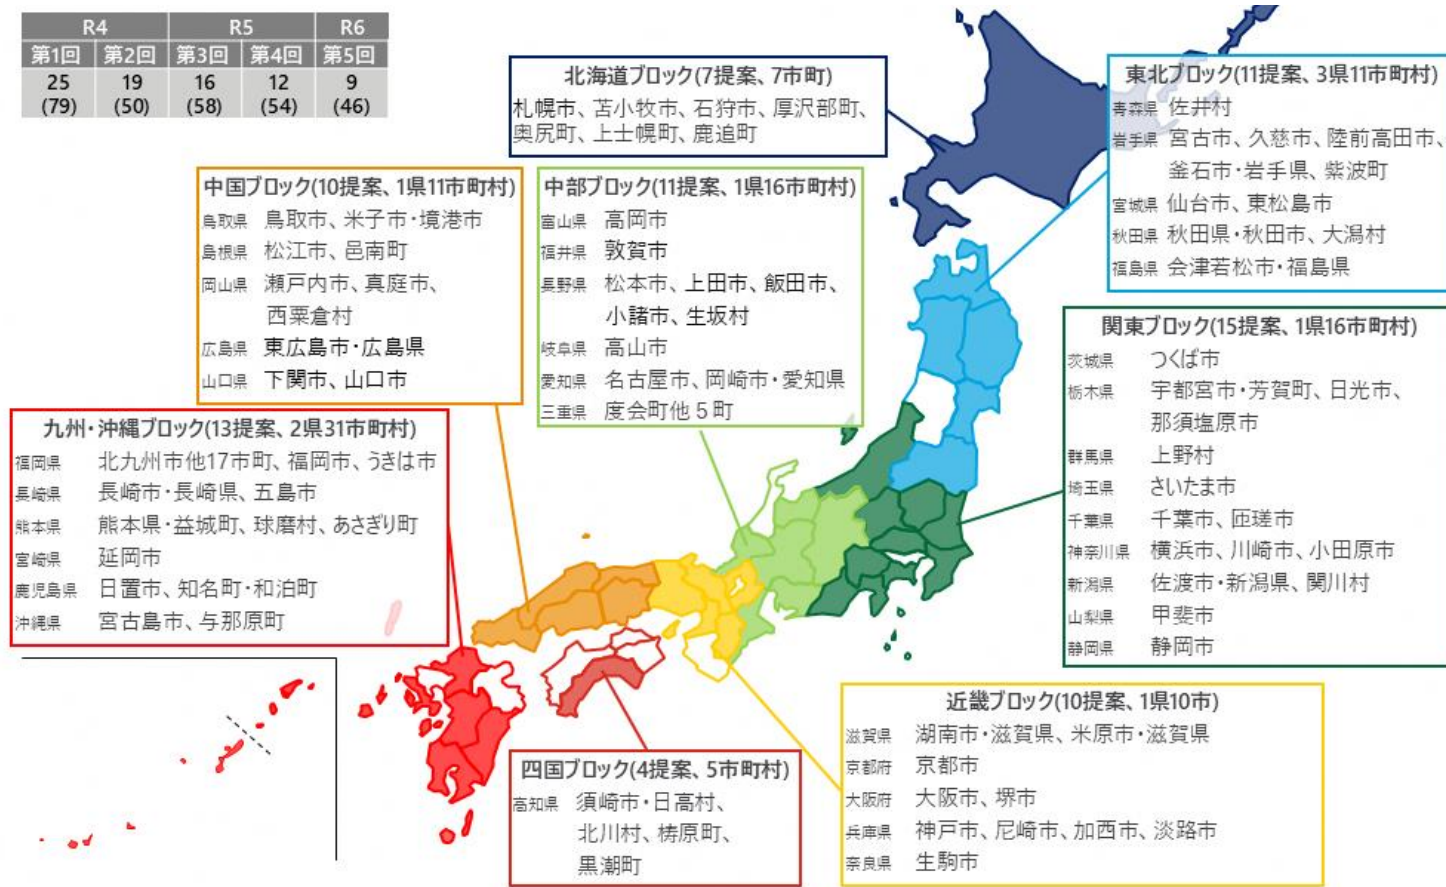 R4 R5 R6
第1回 第2回 第3回 第4回 第5回
25 19 16 12 9
(79) (50) (58) (54) (46)
北海道ブロック(7提案、7市町)
札幌市、苫小牧市、石狩市、厚沢部町、
奥尻町、上士幌町、鹿追町
東北ブロック(11提案、3県11市町村)
青森県 佐井村
岩手県 宮古市、久慈市、陸前高田市、
釜石市・岩手県、紫波町
宮城県 仙台市、東松島市
秋田県 秋田県・秋田市、大潟村
福島県 会津若松市・福島県
中国ブロック(10提案、1県11市町村)
鳥取県 鳥取市、米子市・境港市
島根県 松江市、邑南町
岡山県 瀬戸内市、真庭市、
西粟倉村
広島県 東広島市・広島県
山口県 下関市、山口市
中部ブロック(11提案、1県16市町村)
富山県 高岡市
福井県 敦賀市
長野県 松本市、上田市、飯田市、
小諸市、生坂村
岐阜県 高山市
愛知県 名古屋市、岡崎市・愛知県
三重県 度会町他5町
関東ブロック(15提案、1県16市町村)
茨城県 つくば市
栃木県 宇都宮市・芳賀町、日光市、
那須塩原市
群馬県 上野村
埼玉県 さいたま市
千葉県 千葉市、匝瑳市
神奈川県 横浜市、川崎市、小田原市
新潟県 佐渡市・新潟県、関川村
山梨県 甲斐市
静岡県 静岡市
九州・沖縄ブロック(13提案、2県31市町村)
福岡県 北九州市他17市町、福岡市、うきは市
長崎県 長崎市・長崎県、五島市
熊本県 熊本県・益城町、球磨村、あさぎり町
宮崎県 延岡市
鹿児島県 日置市、知名町・和泊町
沖縄県 宮古島市、与那原町
四国ブロック(4提案、5市町村)
高知県 須崎市・日高村、
北川村、梼原町、
黒潮町
近畿ブロック(10提案、1県10市)
滋賀県 湖南市・滋賀県、米原市・滋賀県
京都府 京都市
大阪府 大阪市、堺市
兵庫県 神戸市、尼崎市、加西市、淡路市
奈良県 生駒市